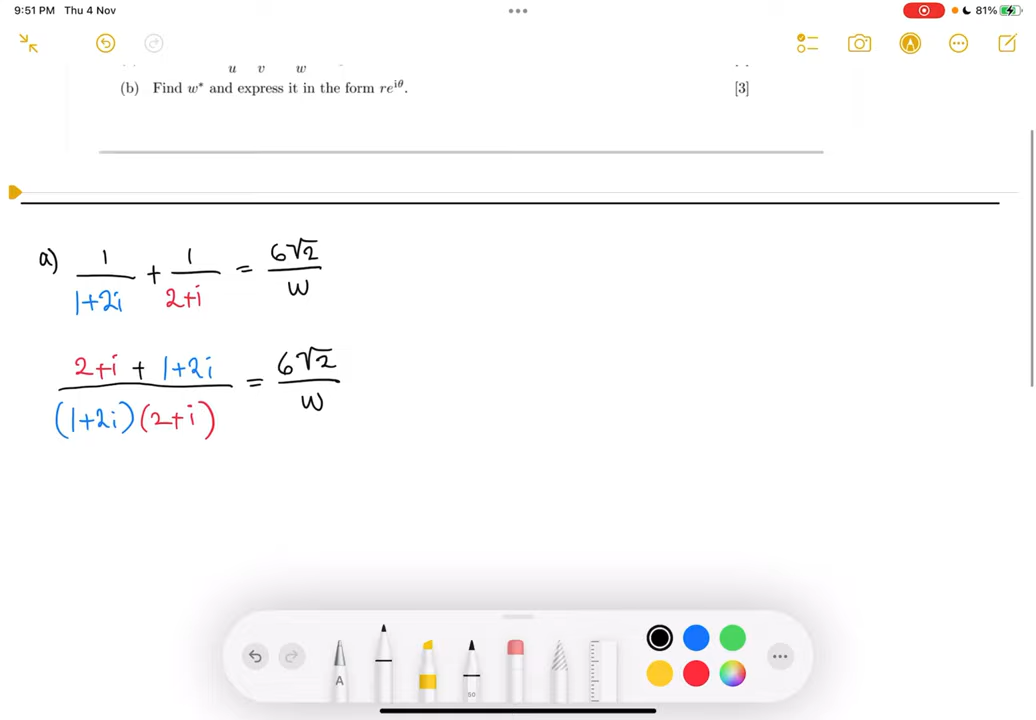 9:51 PM Thu 4 Nov
81%
u v w
(b) Find w* and express it in the form re^{iθ}. [3]
a) 1/(1+2i) + 1/(2+i) = 6√2/w
(2+i + 1+2i)/((1+2i)(2+i)) = 6√2/w
A
50